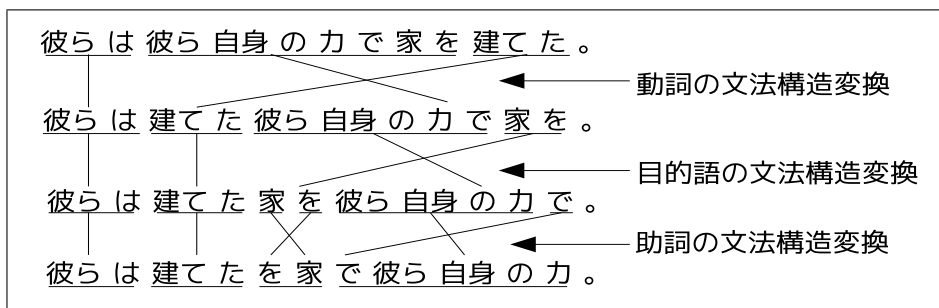 彼ら は 彼ら 自身 の 力 で 家 を 建て た 。
動詞の文法構造変換
彼ら は 建て た 彼ら 自身 の 力 で 家 を 。
目的語の文法構造変換
彼ら は 建て た 家 を 彼ら 自身 の 力 で 。
助詞の文法構造変換
彼ら は 建て た を 家 で 彼ら 自身 の 力 。